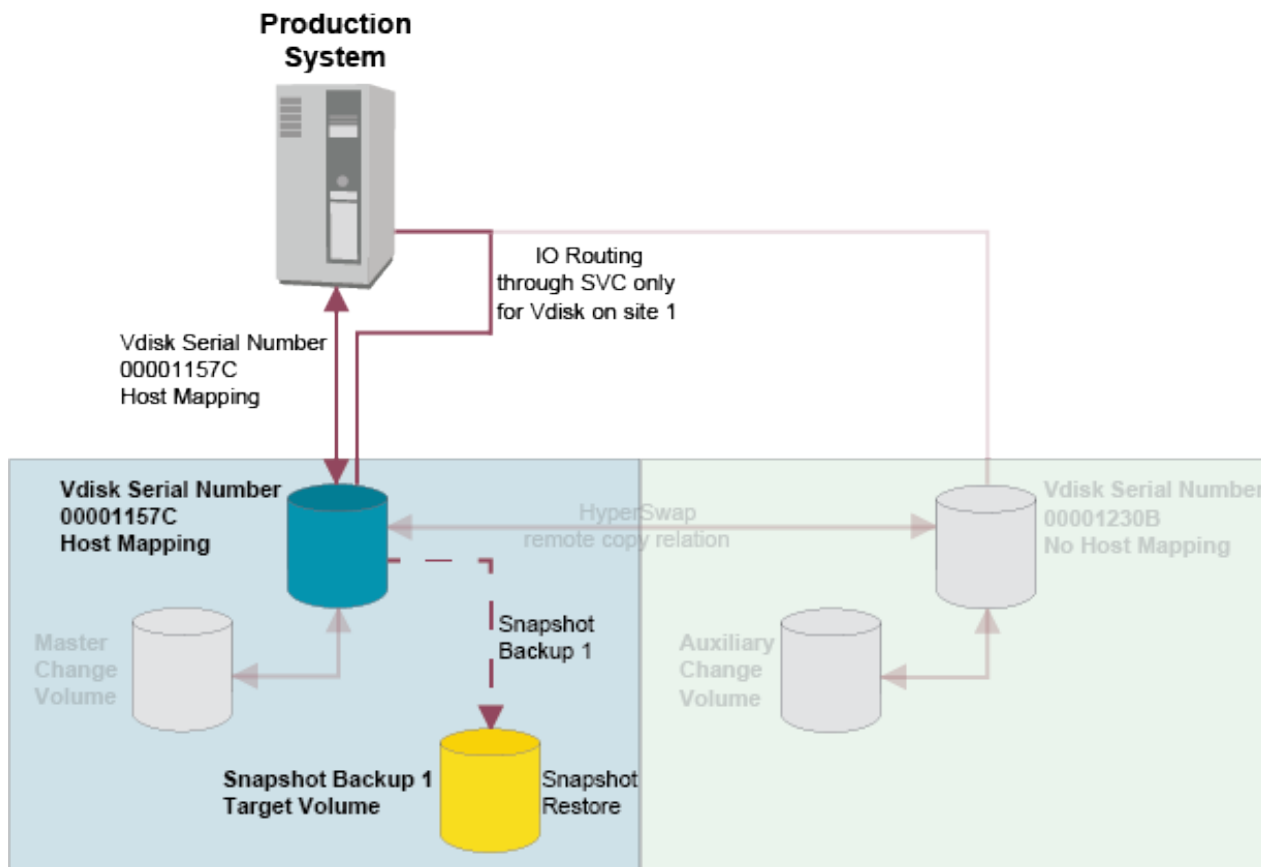 Production
System
IO Routing
through SVC only
for Vdisk on site 1
Vdisk Serial Number
00001157C
Host Mapping
Vdisk Serial Number
00001157C
Host Mapping
HyperSwap
remote copy relation
Vdisk Serial Number
00001230B
No Host Mapping
Master
Change
Volume
Snapshot
Backup 1
Auxiliary
Change
Volume
Snapshot Backup 1
Target Volume
Snapshot
Restore